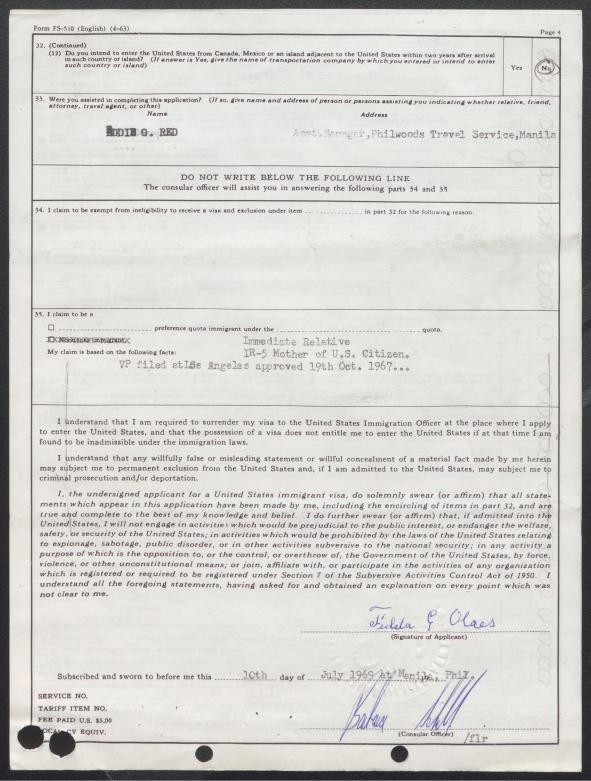 Form FS-510 (English) (4-63)
Page 4
32. (Continued)
(12) Do you intend to enter the United States from Canada, Mexico or an island adjacent to the United States within two years after arrival
in such country or island? (If answer is Yes, give the name of transportation company by which you entered or intend to enter
such country or island)
Yes
No
33. Were you assisted in completing this application? (If so, give name and address of person or persons assisting you indicating whether relative, friend,
attorney, travel agent, or other)
Name
Address
EDDIE G. RED
Asst.Manager,Philwoods Travel Service,Manila
DO NOT WRITE BELOW THE FOLLOWING LINE
The consular officer will assist you in answering the following parts 34 and 35
34. I claim to be exempt from ineligibility to receive a visa and exclusion under item in part 32 for the following reason:
35. I claim to be a
preference quota immigrant under the quota.
Immediate Relative
My claim is based on the following facts:
IR-5 Mother of U.S. Citizen.
VP filed at Los Angeles approved 19th Oct. 1967...
I understand that I am required to surrender my visa to the United States Immigration Officer at the place where I apply
to enter the United States, and that the possession of a visa does not entitle me to enter the United States if at that time I am
found to be inadmissible under the immigration laws.
I understand that any willfully false or misleading statement or willful concealment of a material fact made by me herein
may subject me to permanent exclusion from the United States and, if I am admitted to the United States, may subject me to
criminal prosecution and/or deportation.
I, the undersigned applicant for a United States immigrant visa, do solemnly swear (or affirm) that all state-
ments which appear in this application have been made by me, including the encircling of items in part 32, and are
true and complete to the best of my knowledge and belief. I do further swear (or affirm) that, if admitted into the
United States, I will not engage in activities which would be prejudicial to the public interest, or endanger the welfare,
safety, or security of the United States; in activities which would be prohibited by the laws of the United States relating
to espionage, sabotage, public disorder, or in other activities subversive to the national security; in any activity a
purpose of which is the opposition to, or the control, or overthrow of, the Government of the United States, by force,
violence, or other unconstitutional means; or join, affiliate with, or participate in the activities of any organization
which is registered or required to be registered under Section 7 of the Subversive Activities Control Act of 1950. I
understand all the foregoing statements, having asked for and obtained an explanation on every point which was
not clear to me.
Fidela G Olaes
(Signature of Applicant)
Subscribed and sworn to before me this 10th day of July 1969 at Manila, Phil.
SERVICE NO.
TARIFF ITEM NO.
FEE PAID U.S. $5.00
LOCAL CY EQUIV.
Barbara
(Consular Officer)
/flr